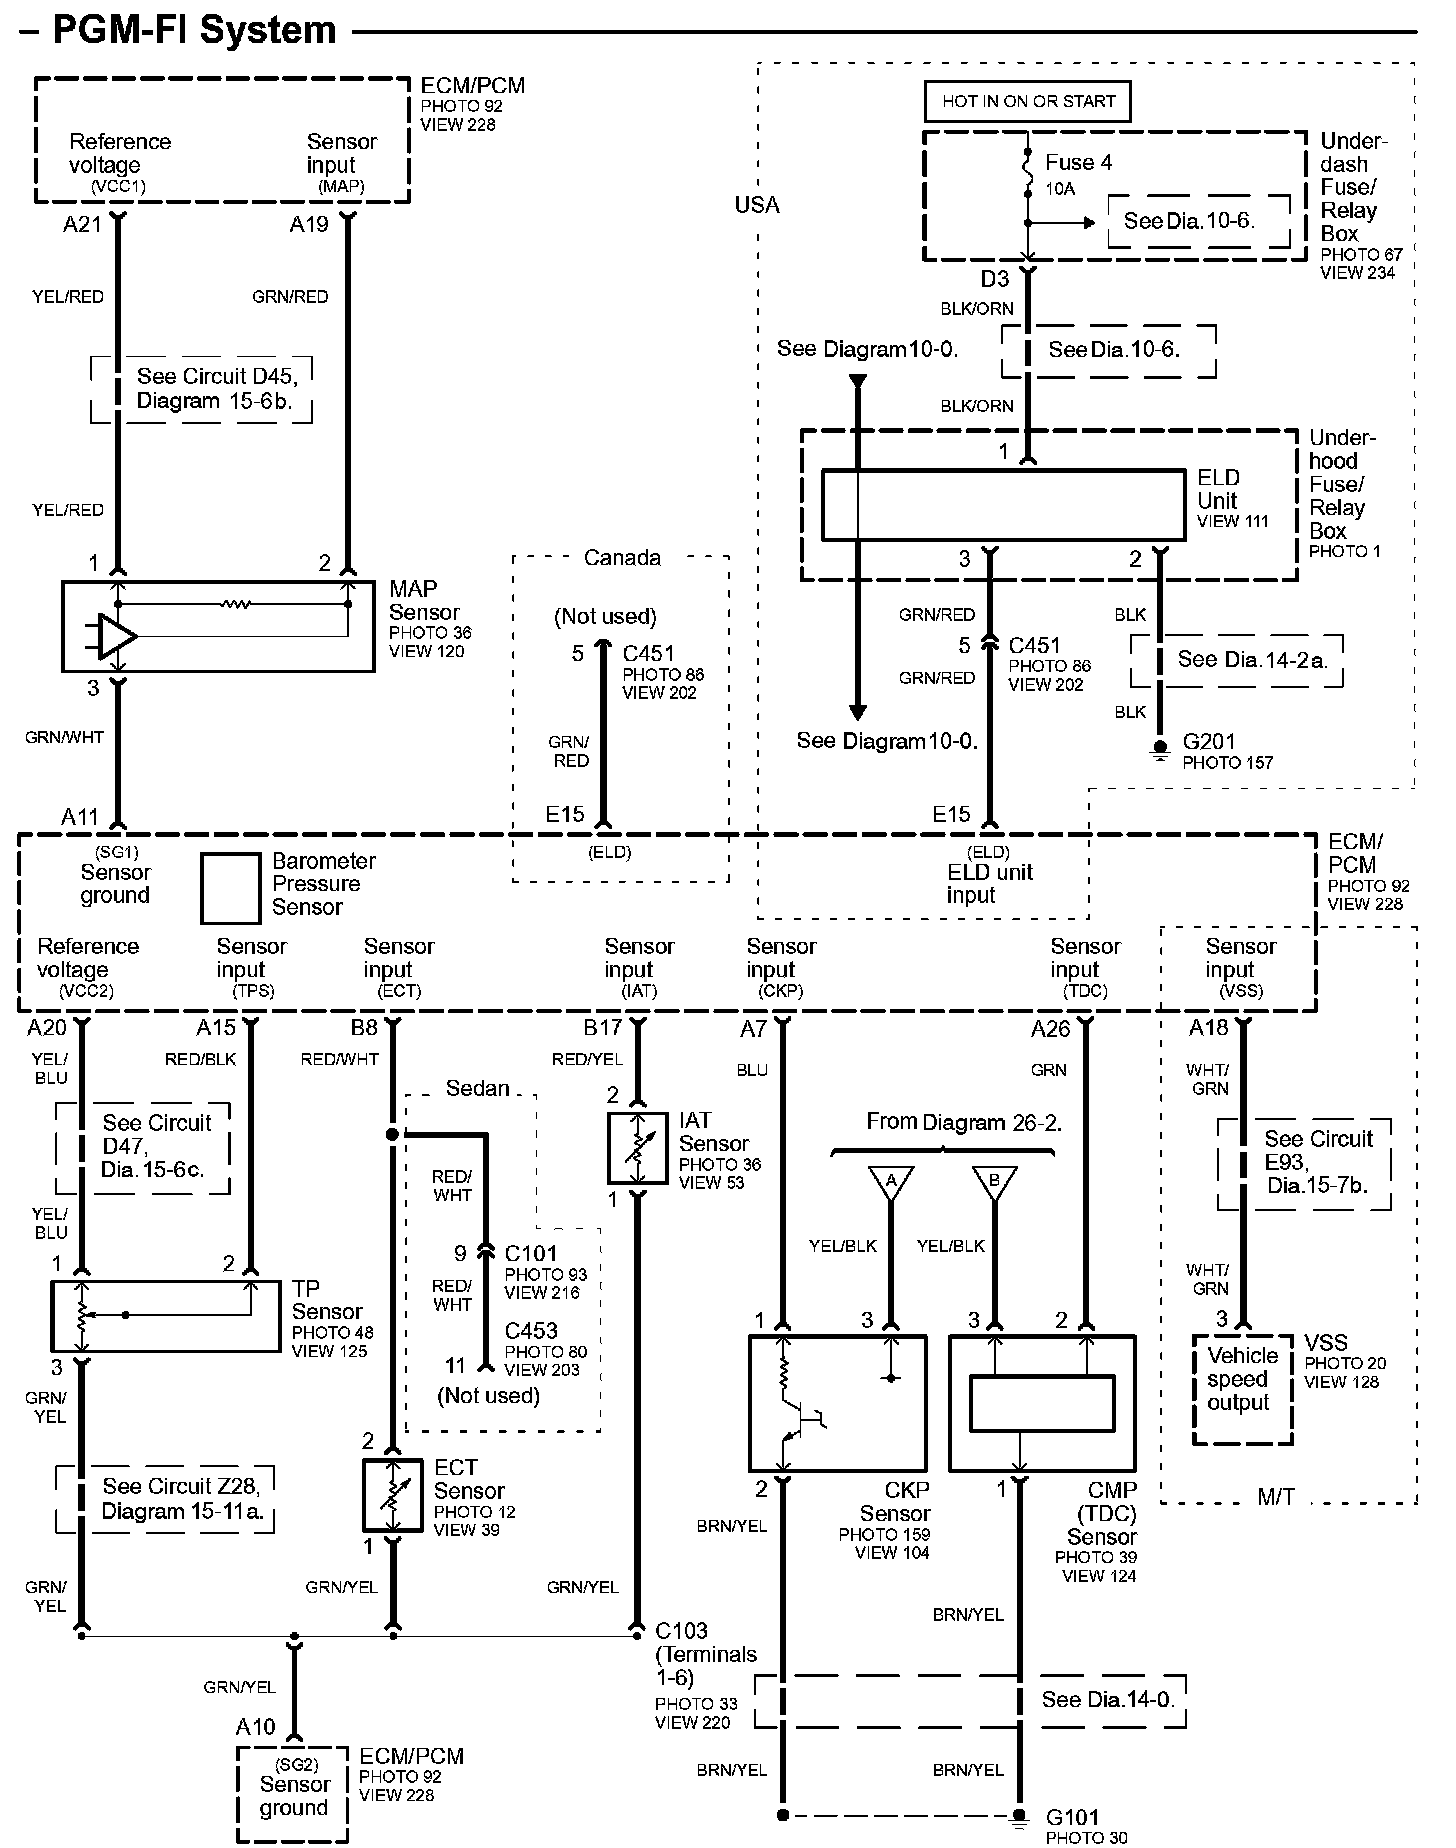 PGM-FI System
ECM/PCM
PHOTO 92
VIEW 228
Reference
voltage
(VCC1)
Sensor
input
(MAP)
A21
A19
YEL/RED
GRN/RED
See Circuit D45,
Diagram 15-6b.
YEL/RED
1
2
MAP
Sensor
PHOTO 36
VIEW 120
3
GRN/WHT
A11
Canada
(Not used)
5
C451
PHOTO 86
VIEW 202
GRN/
RED
E15
USA
HOT IN ON OR START
Fuse 4
10A
See Dia.10-6.
Under-
dash
Fuse/
Relay
Box
PHOTO 67
VIEW 234
D3
BLK/ORN
See Diagram10-0.
See Dia.10-6.
BLK/ORN
1
ELD
Unit
VIEW 111
Under-
hood
Fuse/
Relay
Box
PHOTO 1
3
2
GRN/RED
BLK
5
C451
PHOTO 86
VIEW 202
See Dia.14-2a.
GRN/RED
BLK
See Diagram10-0.
G201
PHOTO 157
E15
(SG1)
Sensor
ground
Barometer
Pressure
Sensor
(ELD)
(ELD)
ELD unit
input
ECM/
PCM
PHOTO 92
VIEW 228
Reference
voltage
(VCC2)
Sensor
input
(TPS)
Sensor
input
(ECT)
Sensor
input
(IAT)
Sensor
input
(CKP)
Sensor
input
(TDC)
Sensor
input
(VSS)
A20
A15
B8
B17
A7
A26
A18
YEL/
BLU
RED/BLK
RED/WHT
RED/YEL
BLU
GRN
WHT/
GRN
See Circuit
D47,
Dia.15-6c.
YEL/
BLU
1
2
TP
Sensor
PHOTO 48
VIEW 125
3
GRN/
YEL
See Circuit Z28,
Diagram 15-11a.
GRN/
YEL
Sedan
RED/
WHT
9
C101
PHOTO 93
VIEW 216
RED/
WHT
C453
PHOTO 80
VIEW 203
11
(Not used)
2
ECT
Sensor
PHOTO 12
VIEW 39
1
GRN/YEL
2
IAT
Sensor
PHOTO 36
VIEW 53
1
GRN/YEL
C103
(Terminals
1-6)
PHOTO 33
VIEW 220
GRN/YEL
A10
(SG2)
Sensor
ground
ECM/PCM
PHOTO 92
VIEW 228
From Diagram 26-2.
A
B
YEL/BLK
YEL/BLK
1
3
3
2
2
CKP
Sensor
PHOTO 159
VIEW 104
1
CMP
(TDC)
Sensor
PHOTO 39
VIEW 124
BRN/YEL
BRN/YEL
See Dia.14-0.
BRN/YEL
BRN/YEL
G101
PHOTO 30
See Circuit
E93,
Dia.15-7b.
WHT/
GRN
3
Vehicle
speed
output
VSS
PHOTO 20
VIEW 128
M/T